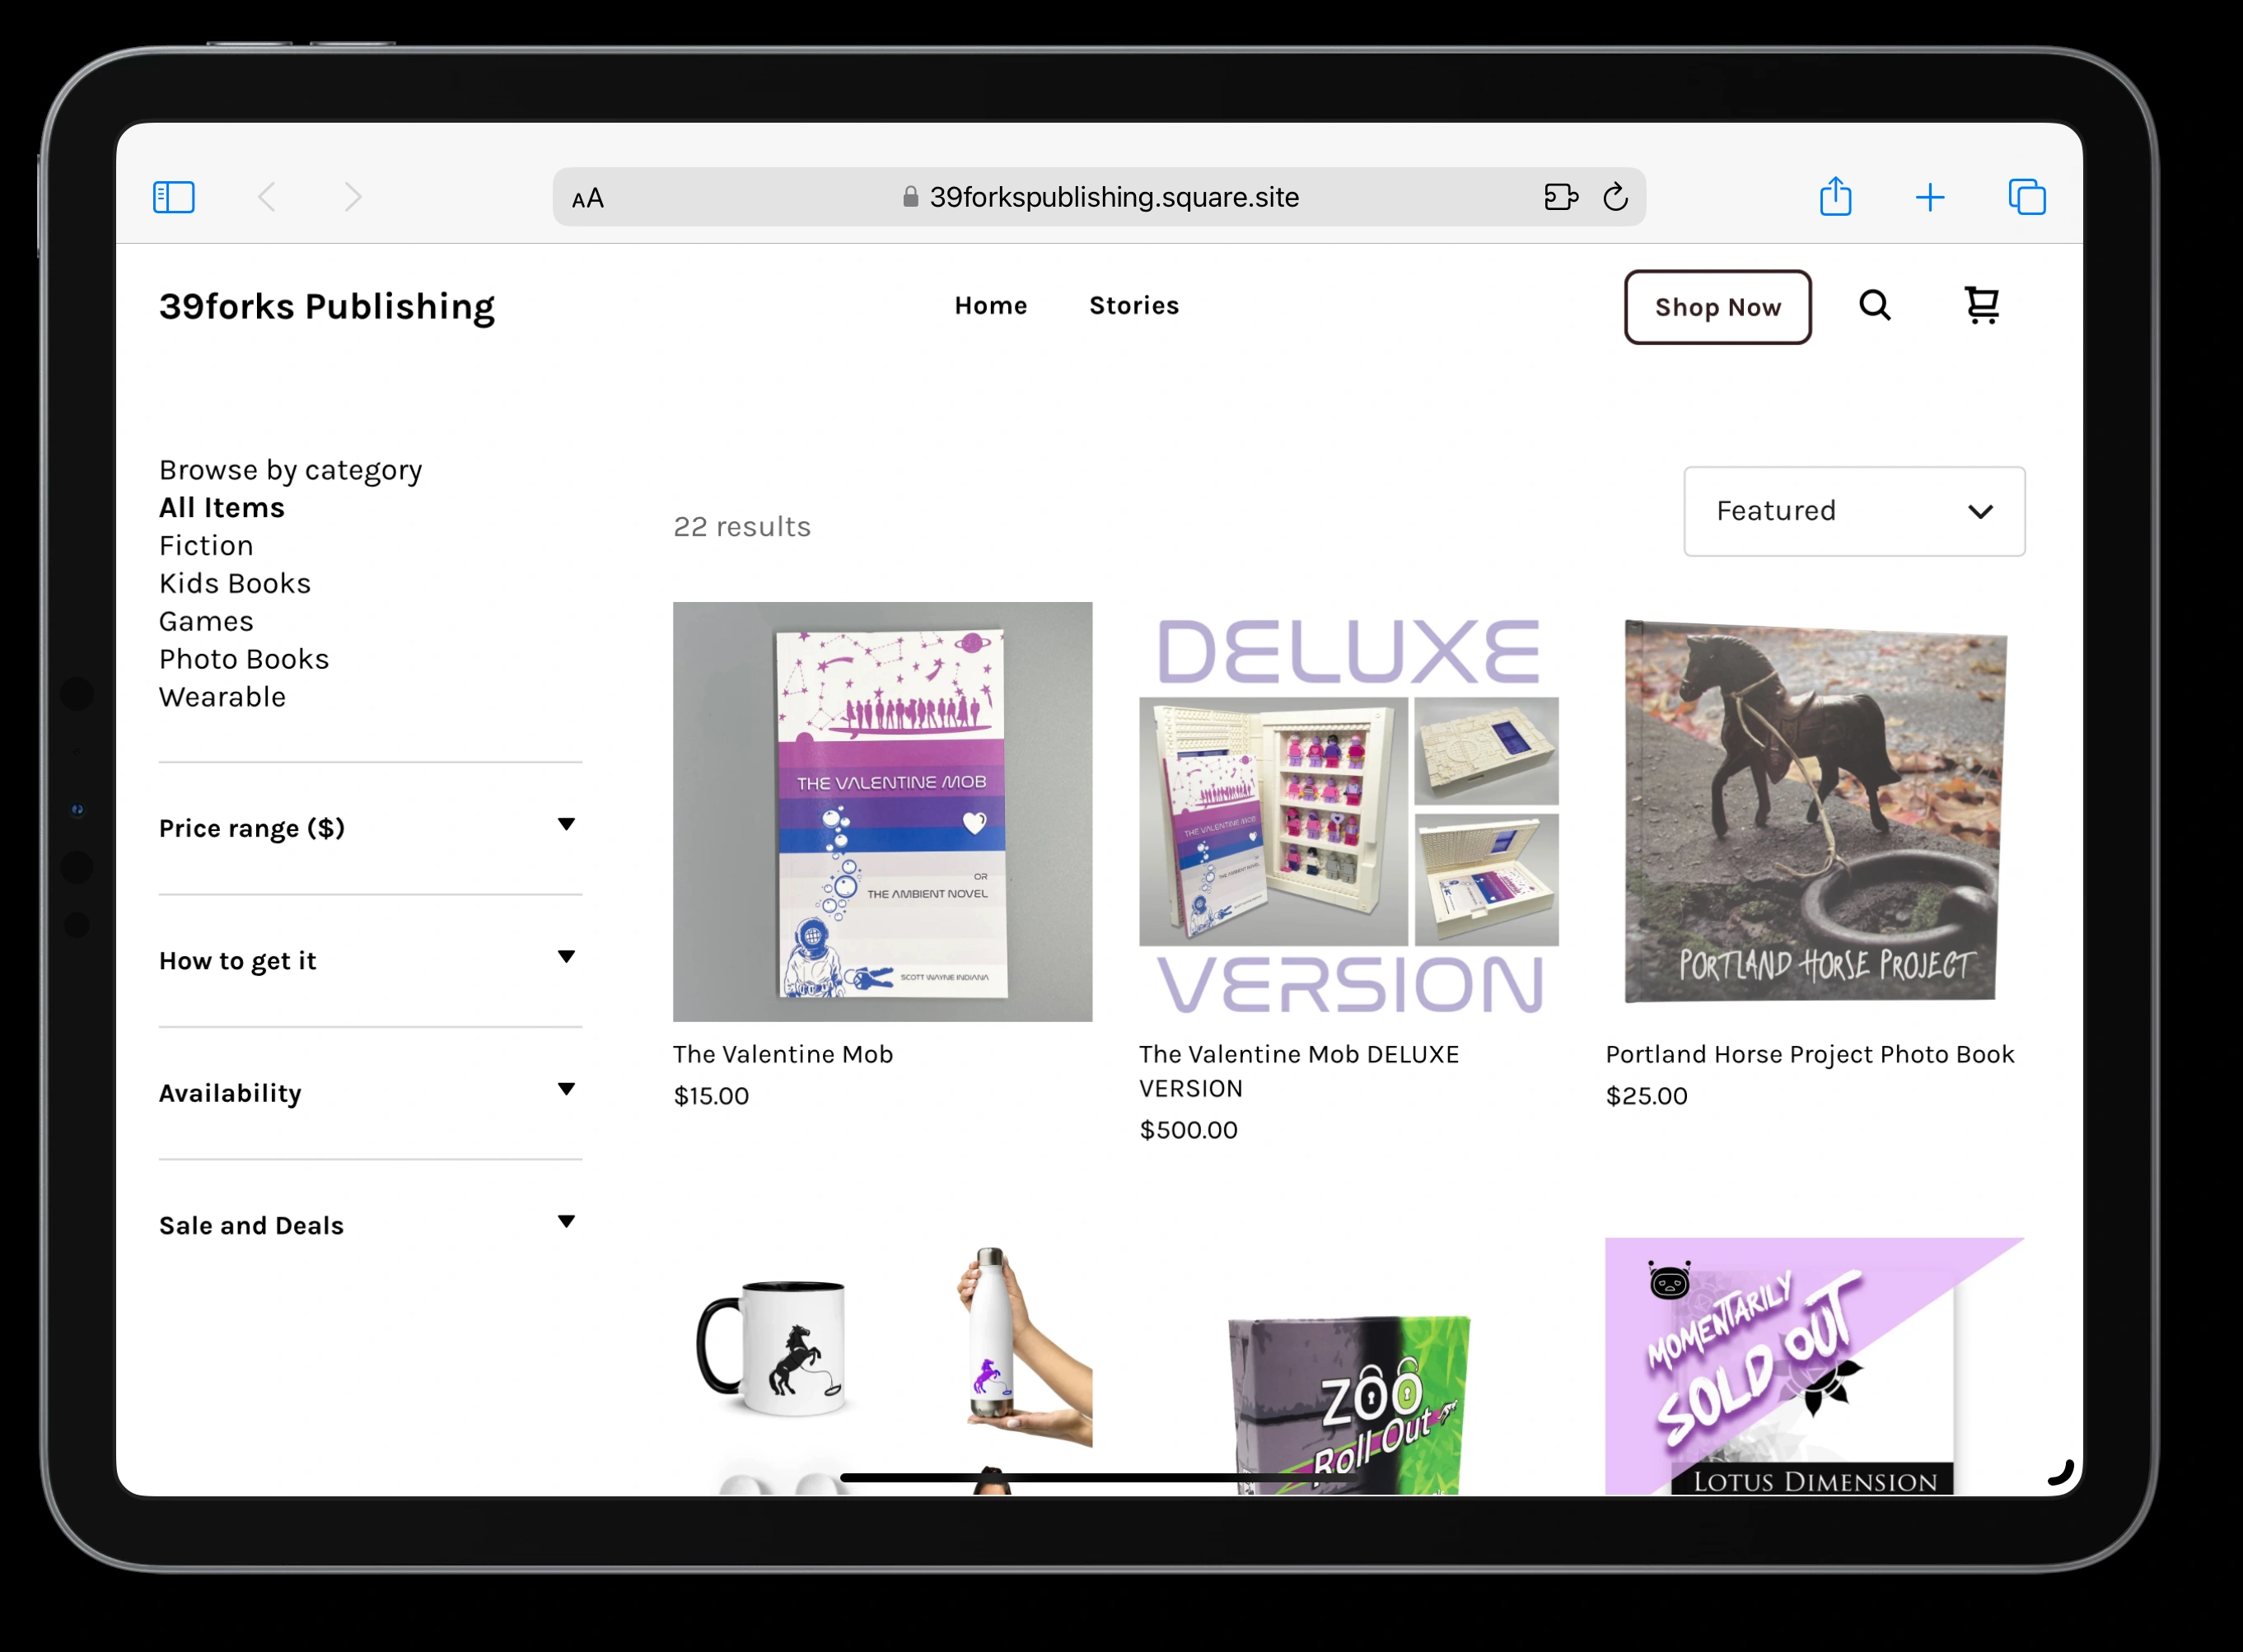 AA
39forkspublishing.square.site
39forks Publishing
Home
Stories
Shop Now
Browse by category
All Items
Fiction
Kids Books
Games
Photo Books
Wearable
Price range ($)
How to get it
Availability
Sale and Deals
22 results
Featured
THE VALENTINE MOB
OR
THE AMBIENT NOVEL
SCOTT WAYNE INDIANA
The Valentine Mob
$15.00
DELUXE
THE VALENTINE MOB
VERSION
The Valentine Mob DELUXE
VERSION
$500.00
PORTLAND HORSE PROJECT
Portland Horse Project Photo Book
$25.00
ZOO
Roll Out
MOMENTARILY
SOLD OUT
LOTUS DIMENSION